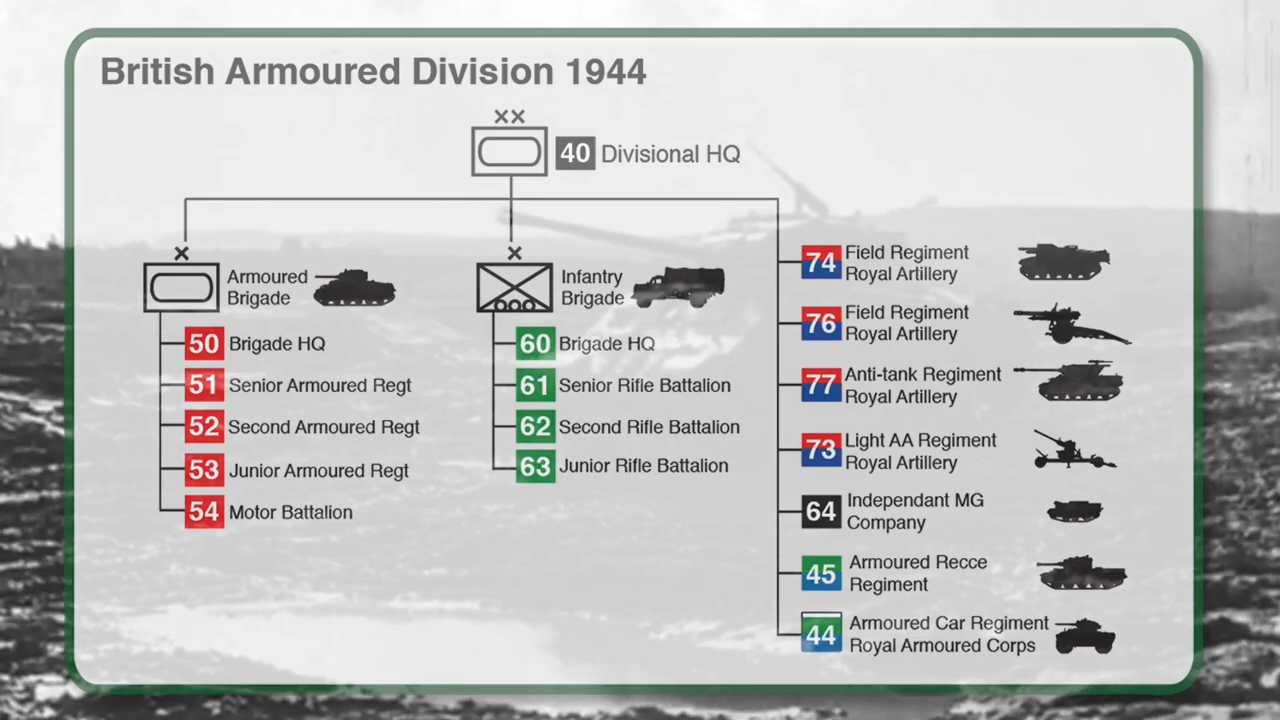 British Armoured Division 1944
XX
40 Divisional HQ
X
Armoured
Brigade
50 Brigade HQ
51 Senior Armoured Regt
52 Second Armoured Regt
53 Junior Armoured Regt
54 Motor Battalion
X
Infantry
Brigade
60 Brigade HQ
61 Senior Rifle Battalion
62 Second Rifle Battalion
63 Junior Rifle Battalion
74 Field Regiment
Royal Artillery
76 Field Regiment
Royal Artillery
77 Anti-tank Regiment
Royal Artillery
73 Light AA Regiment
Royal Artillery
64 Independant MG
Company
45 Armoured Recce
Regiment
44 Armoured Car Regiment
Royal Armoured Corps